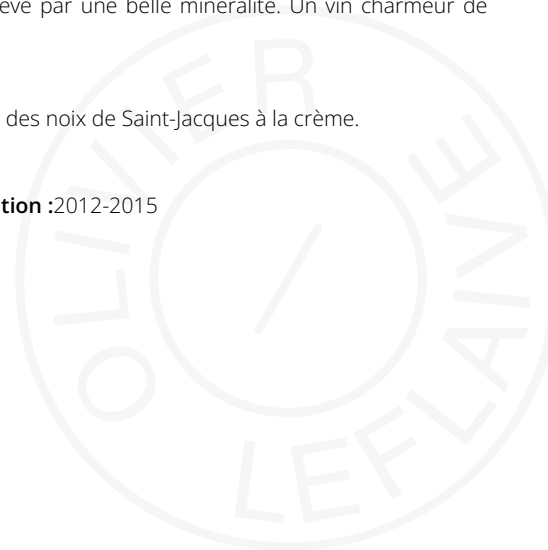 evé par une belle minéralité. Un vin charmeur de
des noix de Saint-Jacques à la crème.
tion :2012-2015
OLIVIER
LEFLAIVE